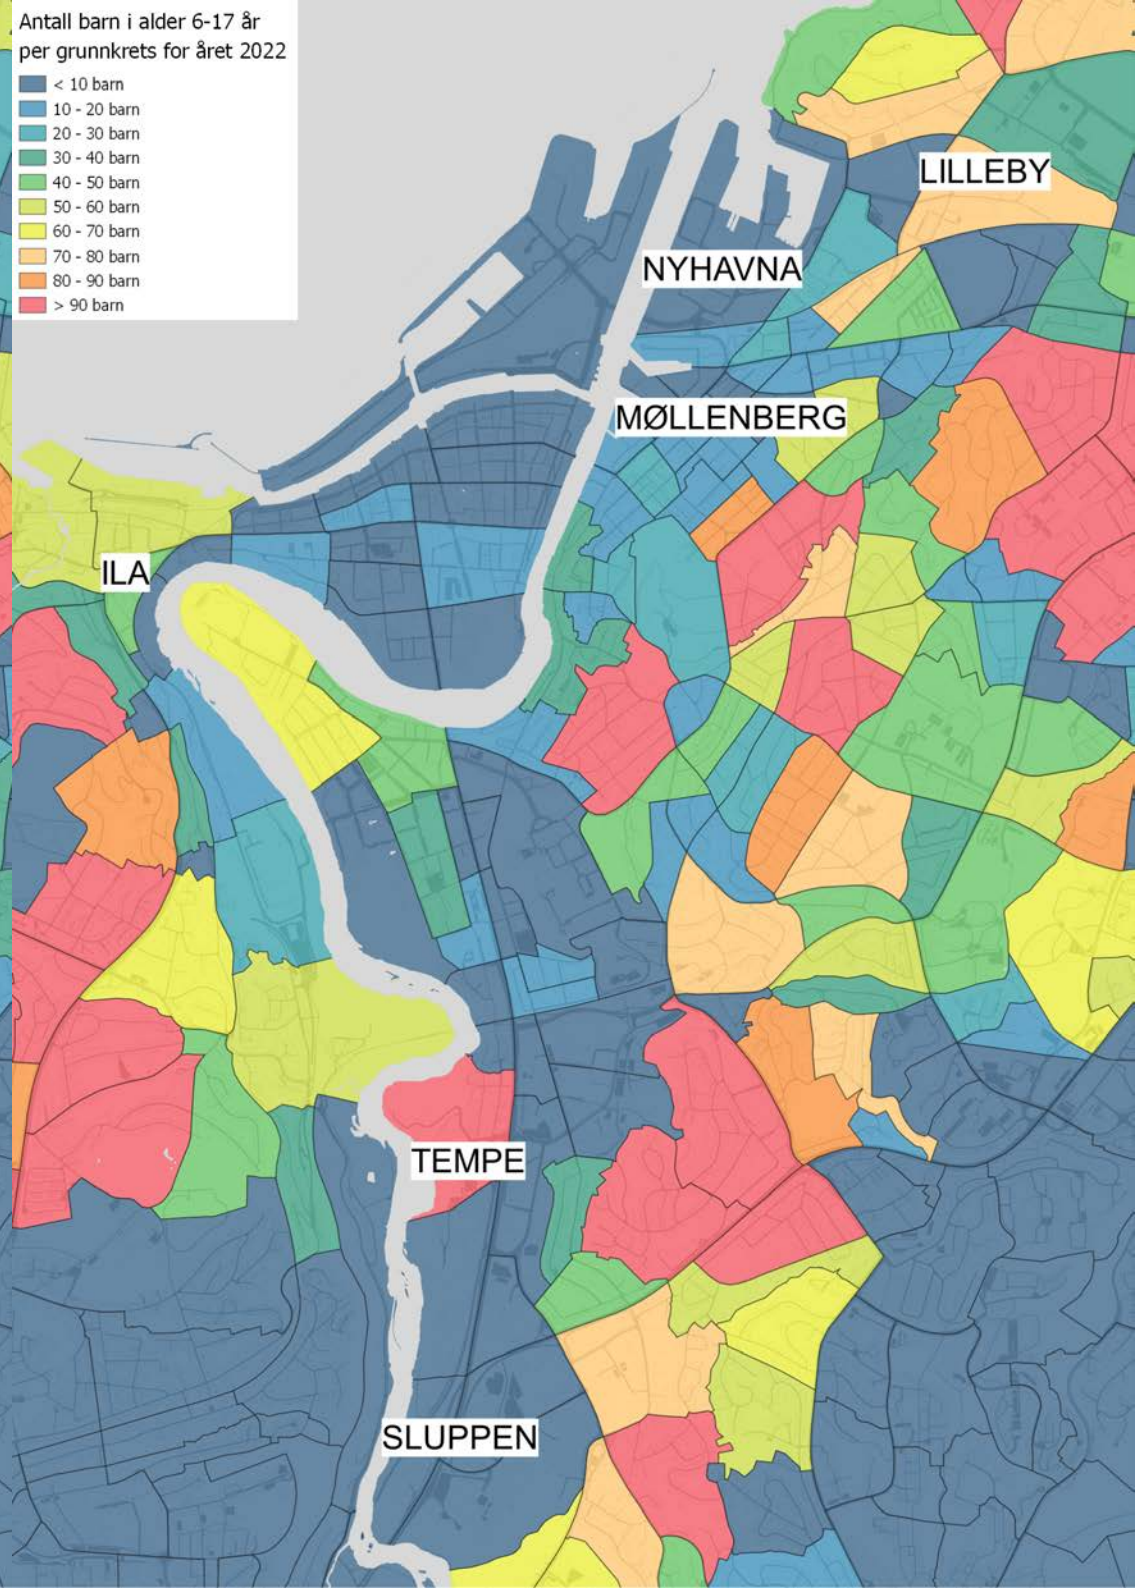 Antall barn i alder 6-17 år
per grunnkrets for året 2022
< 10 barn
10 - 20 barn
20 - 30 barn
30 - 40 barn
40 - 50 barn
50 - 60 barn
60 - 70 barn
70 - 80 barn
80 - 90 barn
> 90 barn
LILLEBY
NYHAVNA
MØLLENBERG
ILA
TEMPE
SLUPPEN